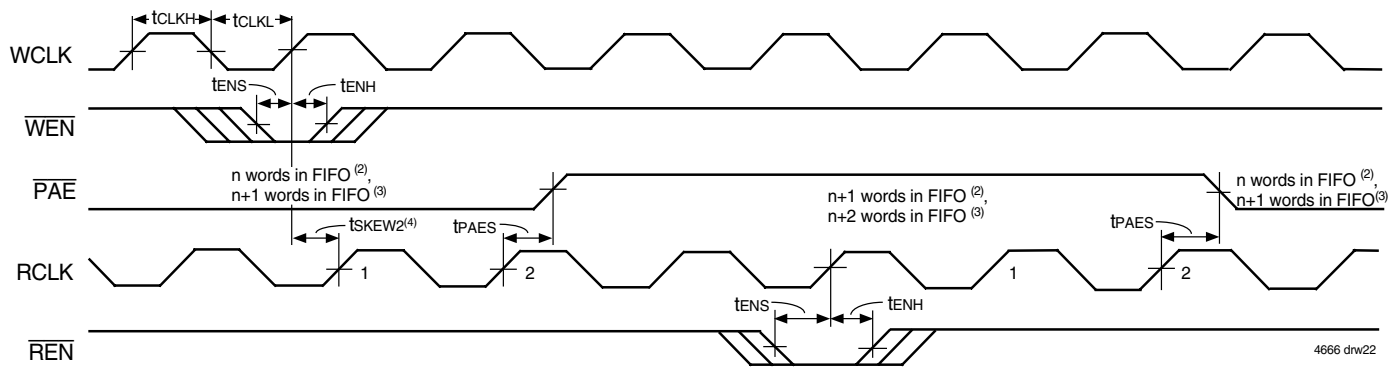 tCLKH
tCLKL
WCLK
tENS
tENH
WEN
n words in FIFO (2),
n+1 words in FIFO (3)
PAE
n+1 words in FIFO (2),
n+2 words in FIFO (3)
n words in FIFO (2),
n+1 words in FIFO(3)
tSKEW2(4)
tPAES
tPAES
RCLK
1
2
1
2
tENS
tENH
REN
4666 drw22